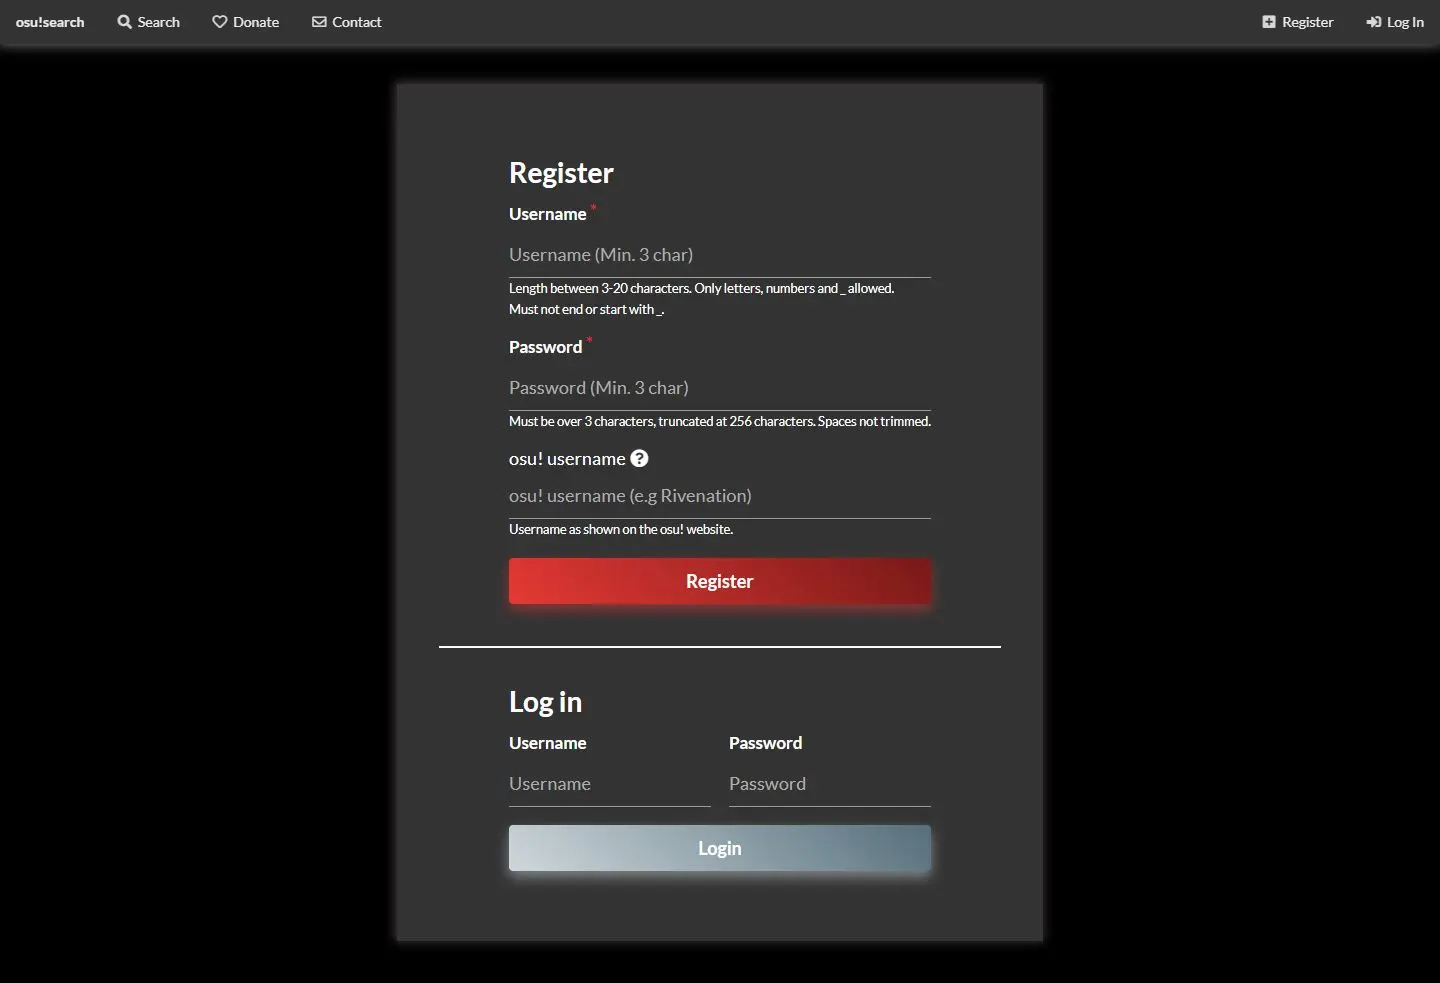 osu!search Search Donate Contact Register Log In
Register
Username *
Username (Min. 3 char)
Length between 3-20 characters. Only letters, numbers and _ allowed.
Must not end or start with _.
Password *
Password (Min. 3 char)
Must be over 3 characters, truncated at 256 characters. Spaces not trimmed.
osu! username ?
osu! username (e.g Rivenation)
Username as shown on the osu! website.
Register
Log in
Username Password
Username Password
Login